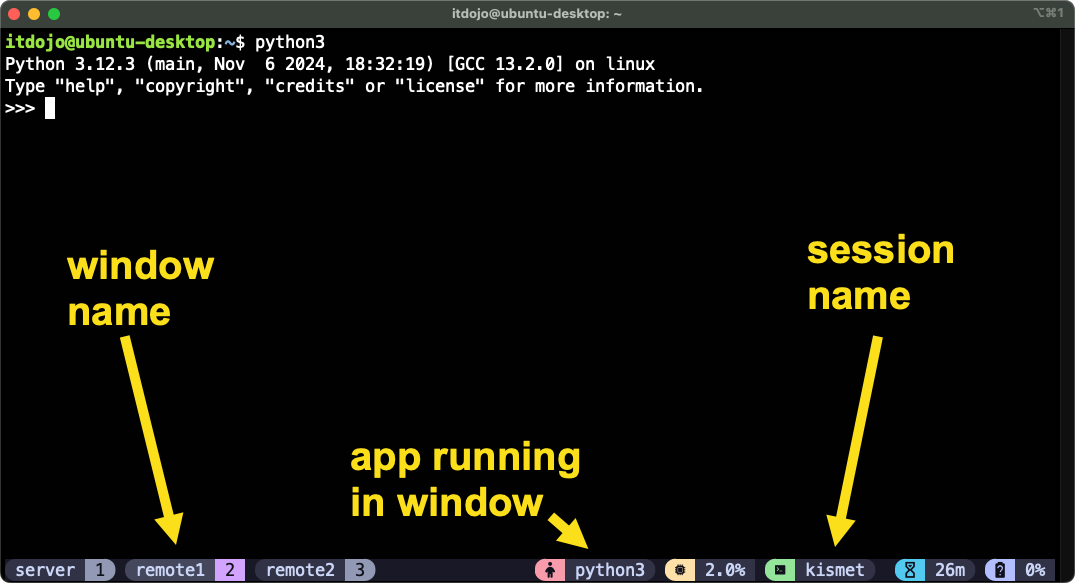 itdojo@ubuntu-desktop: ~
⌥⌘1
itdojo@ubuntu-desktop:~$ python3
Python 3.12.3 (main, Nov  6 2024, 18:32:19) [GCC 13.2.0] on linux
Type "help", "copyright", "credits" or "license" for more information.
>>>
window
name
session
name
app running
in window
server 1 remote1 2 remote2 3 python3 2.0% kismet 26m ? 0%